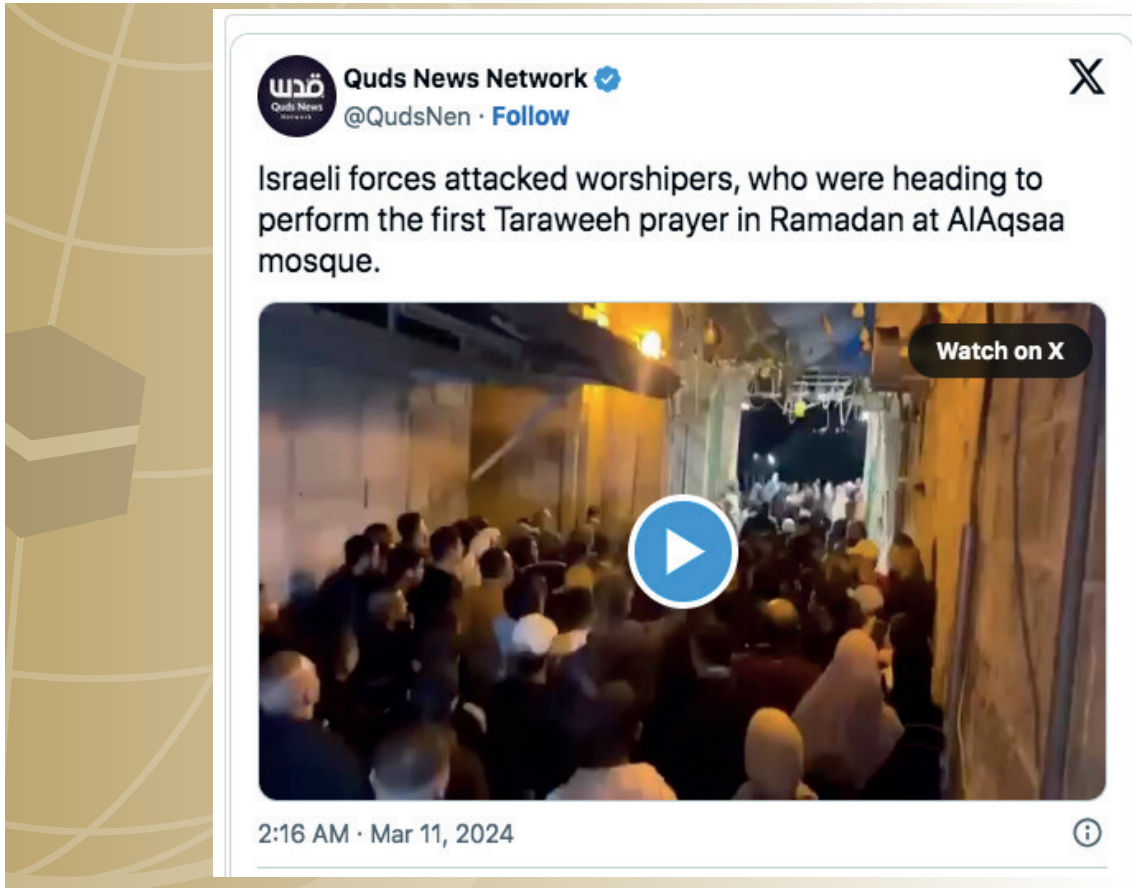 قدس
Quds News
Network
Quds News Network
@QudsNen · Follow
Israeli forces attacked worshipers, who were heading to
perform the first Taraweeh prayer in Ramadan at AlAqsaa
mosque.
Watch on X
2:16 AM · Mar 11, 2024